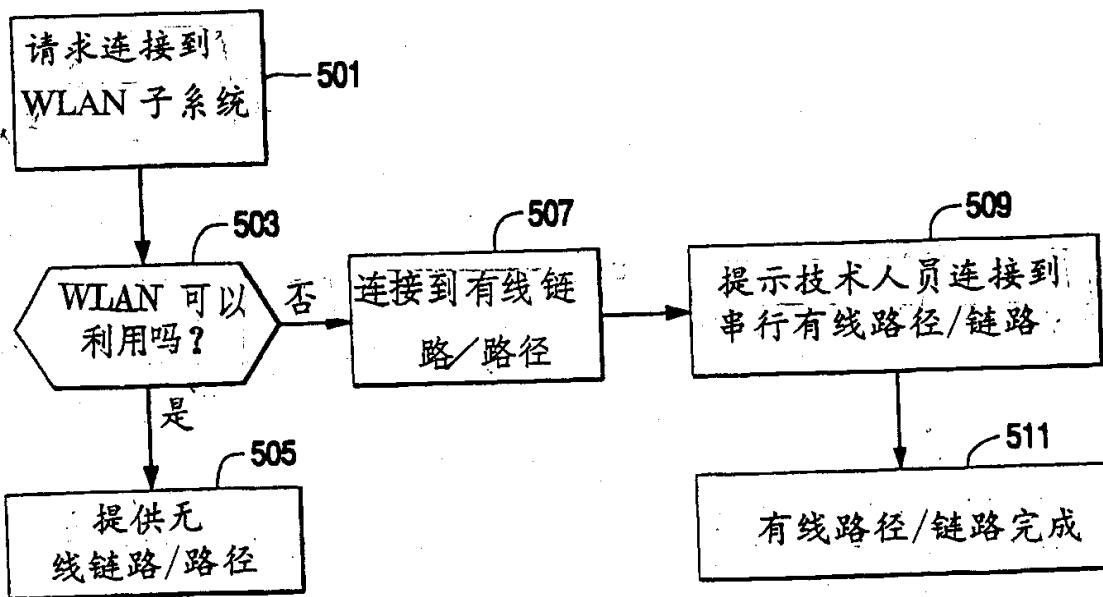 请求连接到
WLAN 子系统
501
503
WLAN 可以
利用吗?
否
是
505
提供无
线链路/路径
507
连接到有线链
路/路径
509
提示技术人员连接到
串行有线路径/链路
511
有线路径/链路完成